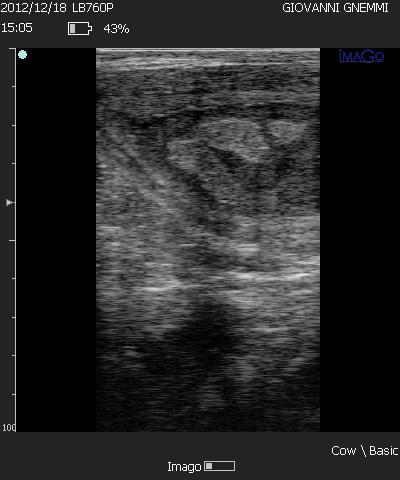 2012/12/18 LB760P GIOVANNI GNEMMI
15:05 43%
iMAGO
100
Cow \ Basic
Imago